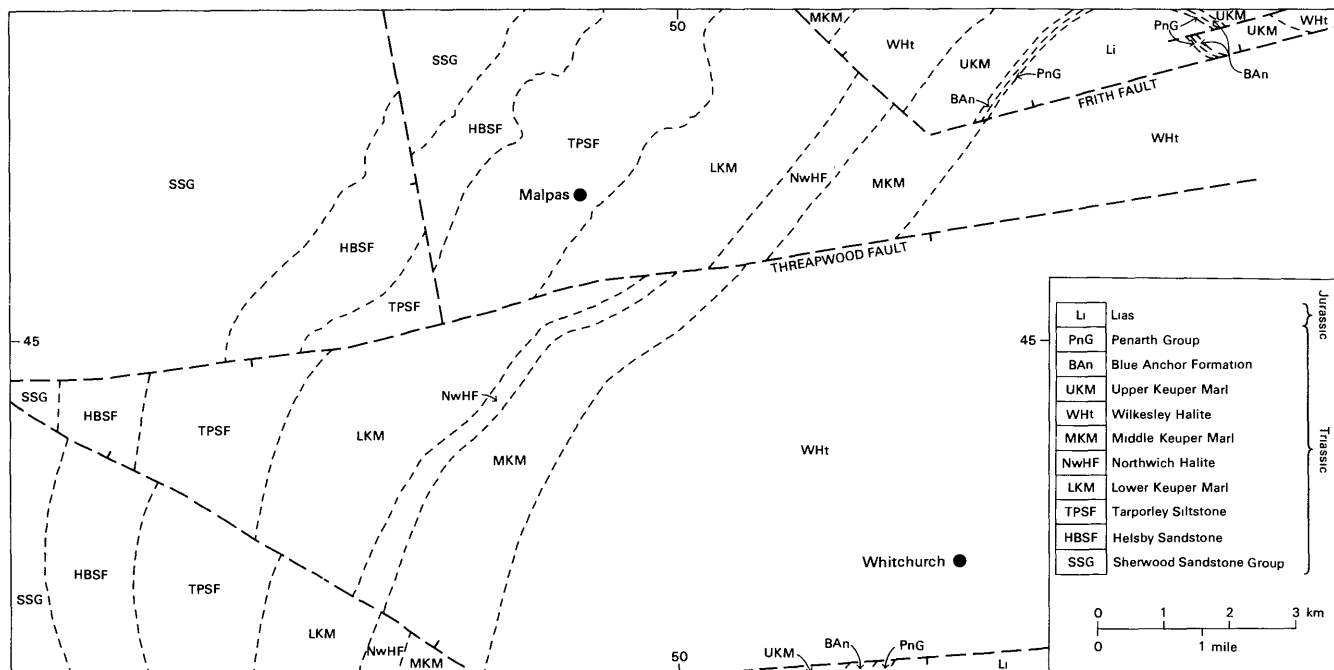 50
MKM
UKM
PnG
WHt
SSG
WHt
UKM
PnG
Li
UKM
BAn
BAn
PnG
FRITH FAULT
HBSF
TPSF
WHt
SSG
LKM
NwHF
MKM
Malpas
HBSF
THREAPWOOD FAULT
TPSF
45
45
SSG
HBSF
TPSF
LKM
NwHF
MKM
WHt
Li Lias
PnG Penarth Group
BAn Blue Anchor Formation
UKM Upper Keuper Marl
WHt Wilkesley Halite
MKM Middle Keuper Marl
NwHF Northwich Halite
LKM Lower Keuper Marl
TPSF Tarporley Siltstone
HBSF Helsby Sandstone
SSG Sherwood Sandstone Group
Jurassic
Triassic
Whitchurch
HBSF
TPSF
SSG
LKM
NwHF
MKM
50
UKM
BAn
PnG
Li
0 1 2 3 km
0 1 mile